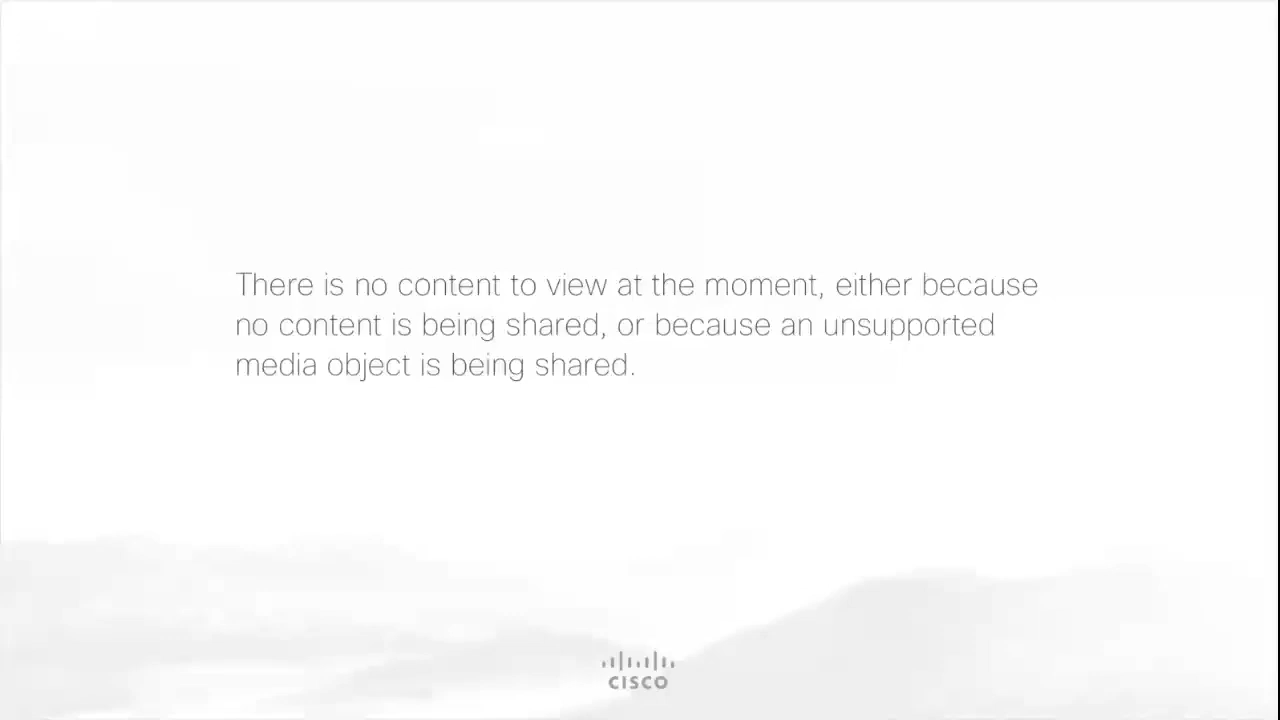 There is no content to view at the moment, either because
no content is being shared, or because an unsupported
media object is being shared.
CISCO